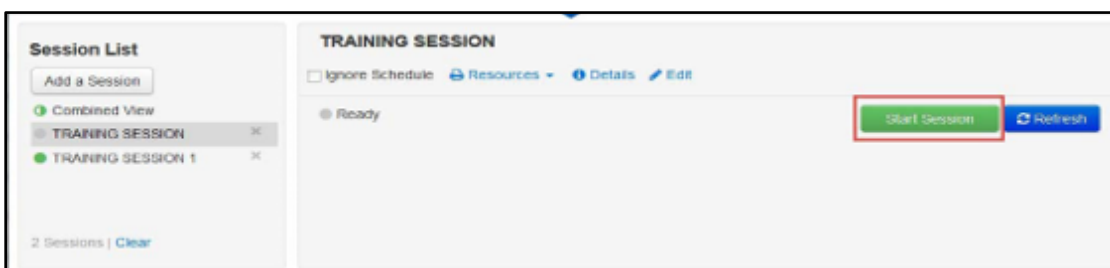 Session List
Add a Session
Combined View
TRAINING SESSION
TRAINING SESSION 1
2 Sessions | Clear
TRAINING SESSION
Ignore Schedule Resources Details Edit
Ready
Start Session Refresh